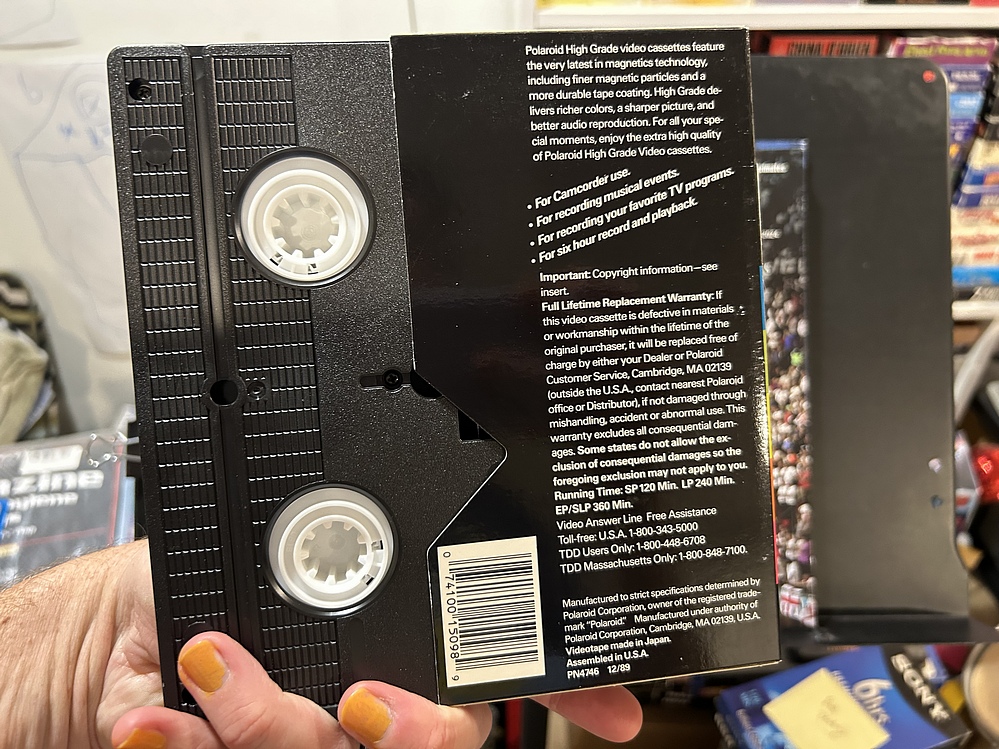 Polaroid High Grade video cassettes feature
the very latest in magnetics technology,
including finer magnetic particles and a
more durable tape coating. High Grade de-
livers richer colors, a sharper picture, and
better audio reproduction. For all your spe-
cial moments, enjoy the extra high quality
of Polaroid High Grade Video cassettes.
• For Camcorder use.
• For recording musical events.
• For recording your favorite TV programs.
• For six hour record and playback.
Important: Copyright information—see
insert.
Full Lifetime Replacement Warranty: If
this video cassette is defective in materials
or workmanship within the lifetime of the
original purchaser, it will be replaced free of
charge by either your Dealer or Polaroid
Customer Service, Cambridge, MA 02139
(outside the U.S.A., contact nearest Polaroid
office or Distributor), if not damaged through
mishandling, accident or abnormal use. This
warranty excludes all consequential dam-
ages. Some states do not allow the ex-
clusion of consequential damages so the
foregoing exclusion may not apply to you.
Running Time: SP 120 Min. LP 240 Min.
EP/SLP 360 Min.
Video Answer Line Free Assistance
Toll-free: U.S.A. 1-800-343-5000
TDD Users Only: 1-800-448-6708
TDD Massachusetts Only: 1-800-848-7100.
Manufactured to strict specifications determined by
Polaroid Corporation, owner of the registered trade-
mark "Polaroid." Manufactured under authority of
Polaroid Corporation, Cambridge, MA 02139, U.S.A.
Videotape made in Japan.
Assembled in U.S.A.
PN4746 12/89
0 74100 15098 9
azine
SONY
6hrs